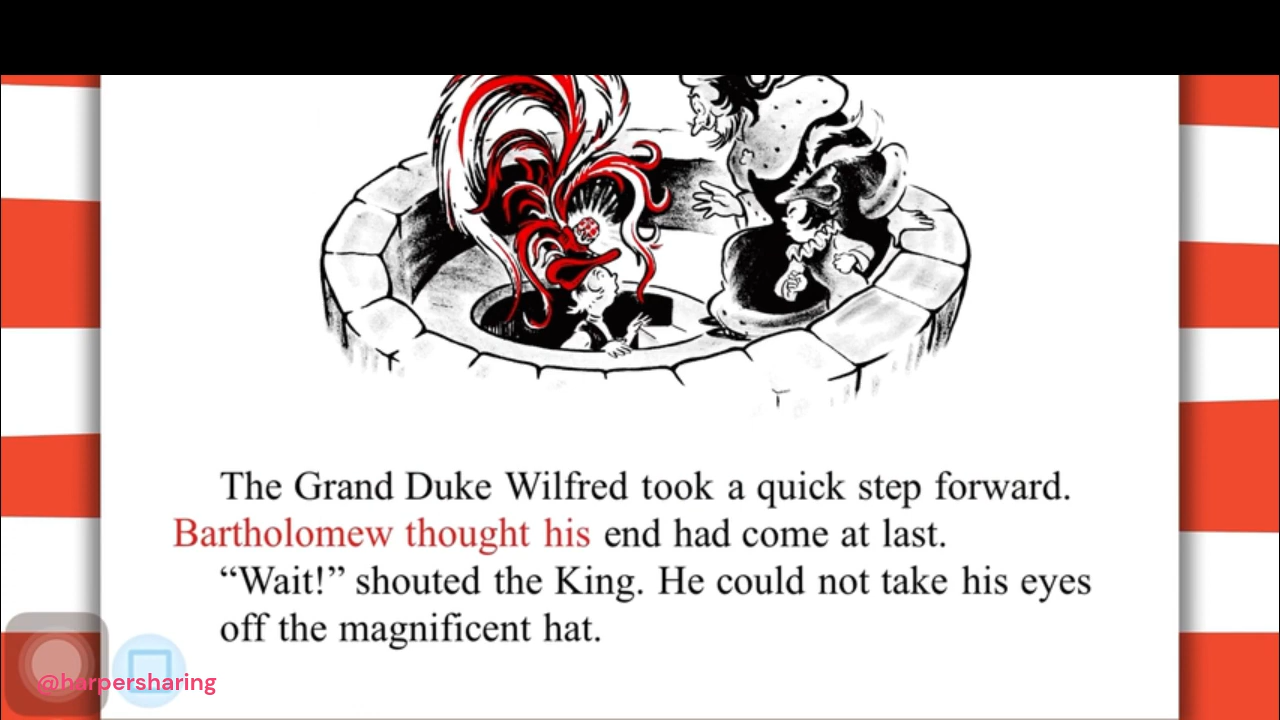 The Grand Duke Wilfred took a quick step forward.
Bartholomew thought his end had come at last.
“Wait!” shouted the King. He could not take his eyes
off the magnificent hat.
@harpersharing